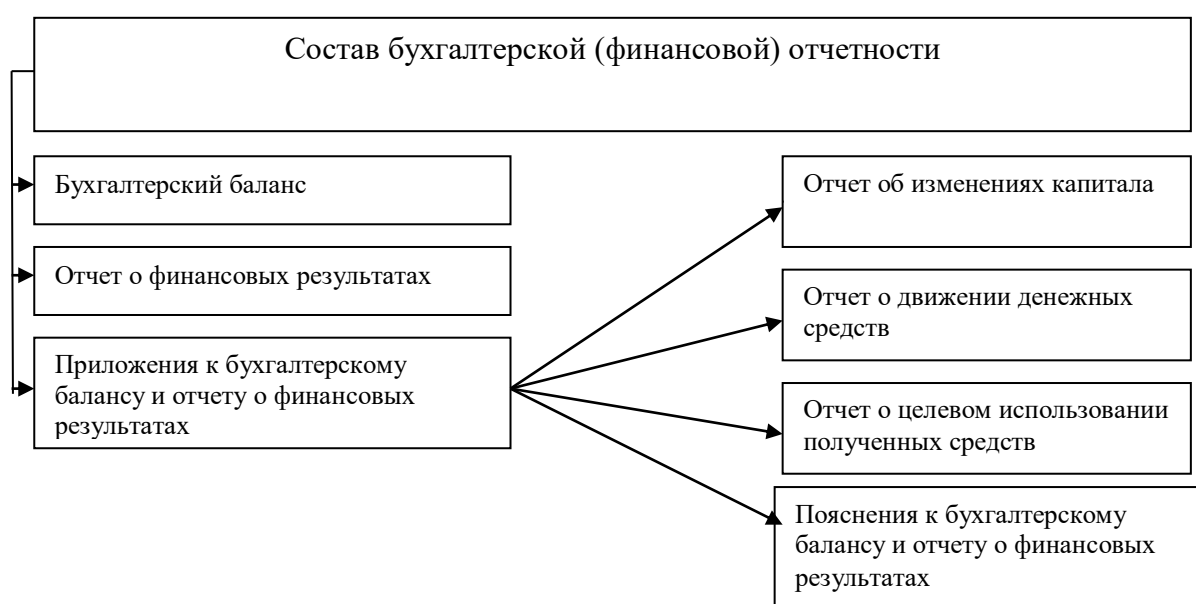 Состав бухгалтерской (финансовой) отчетности
Бухгалтерский баланс
Отчет о финансовых результатах
Приложения к бухгалтерскому
балансу и отчету о финансовых
результатах
Отчет об изменениях капитала
Отчет о движении денежных
средств
Отчет о целевом использовании
полученных средств
Пояснения к бухгалтерскому
балансу и отчету о финансовых
результатах